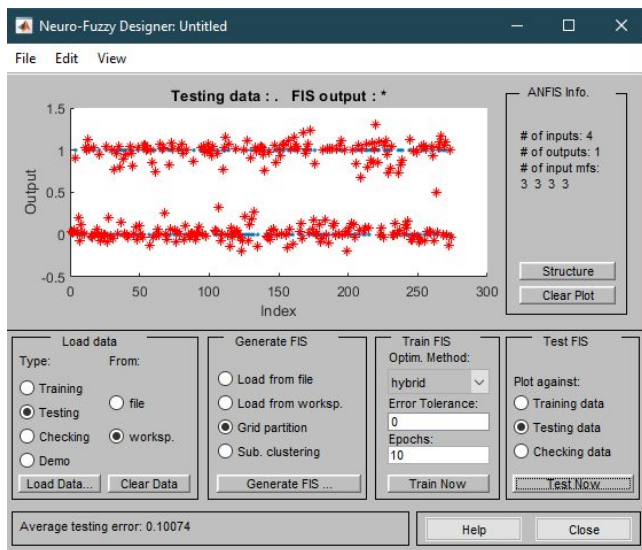 Neuro-Fuzzy Designer: Untitled
File Edit View
Testing data : . FIS output : *
1.5
1
0.5
0
-0.5
Output
0 50 100 150 200 250 300
Index
ANFIS Info.
# of inputs: 4
# of outputs: 1
# of input mfs:
3 3 3 3
Structure
Clear Plot
Load data
Type: From:
Training
Testing
Checking
Demo
file
worksp.
Load Data... Clear Data
Generate FIS
Load from file
Load from worksp.
Grid partition
Sub. clustering
Generate FIS ...
Train FIS
Optim. Method:
hybrid
Error Tolerance:
0
Epochs:
10
Train Now
Test FIS
Plot against:
Training data
Testing data
Checking data
Test Now
Average testing error: 0.10074
Help Close